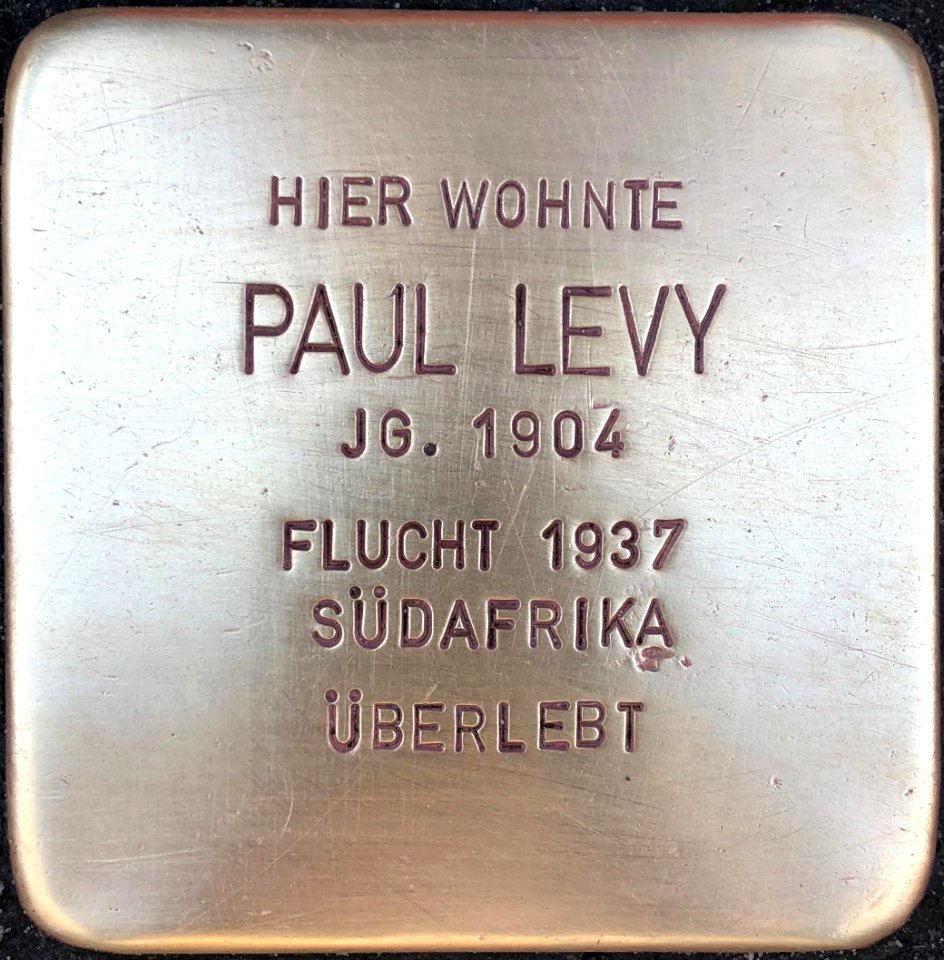 HIER WOHNTE
PAUL LEVY
JG. 1904
FLUCHT 1937
SÜDAFRIKA
ÜBERLEBT